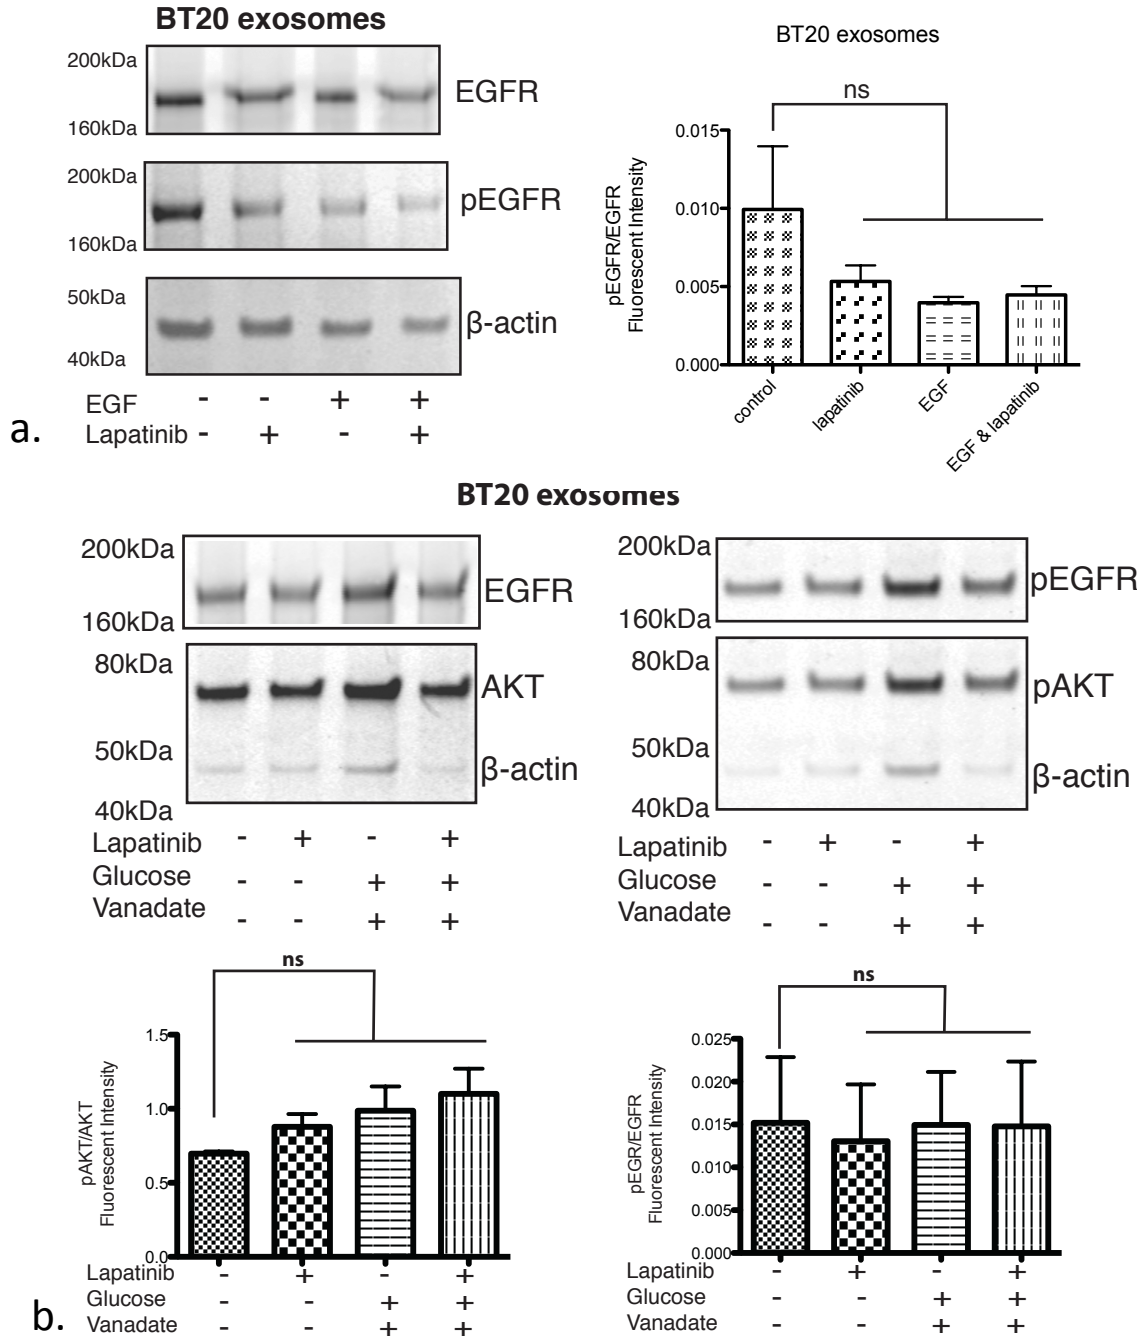 BT20 exosomes
200kDa
160kDa
EGFR
200kDa
160kDa
pEGFR
50kDa
40kDa
β-actin
EGF - - + +
Lapatinib - + - +
a.
BT20 exosomes
ns
pEGFR/EGFR
Fluorescent Intensity
0.015
0.010
0.005
0.000
control
lapatinib
EGF
EGF & lapatinib
BT20 exosomes
200kDa
160kDa
EGFR
80kDa
50kDa
40kDa
AKT
β-actin
Lapatinib - + - +
Glucose - - + +
Vanadate - - + +
200kDa
160kDa
pEGFR
80kDa
50kDa
40kDa
pAKT
β-actin
Lapatinib - + - +
Glucose - - + +
Vanadate - - + +
ns
pAKT/AKT
Fluorescent Intensity
1.5
1.0
0.5
0.0
Lapatinib - + - +
Glucose - - + +
Vanadate - - + +
b.
ns
pEGR/EGFR
Fluorescent Intensity
0.025
0.020
0.015
0.010
0.005
0.000
Lapatinib - + - +
Glucose - - + +
Vanadate - - + +